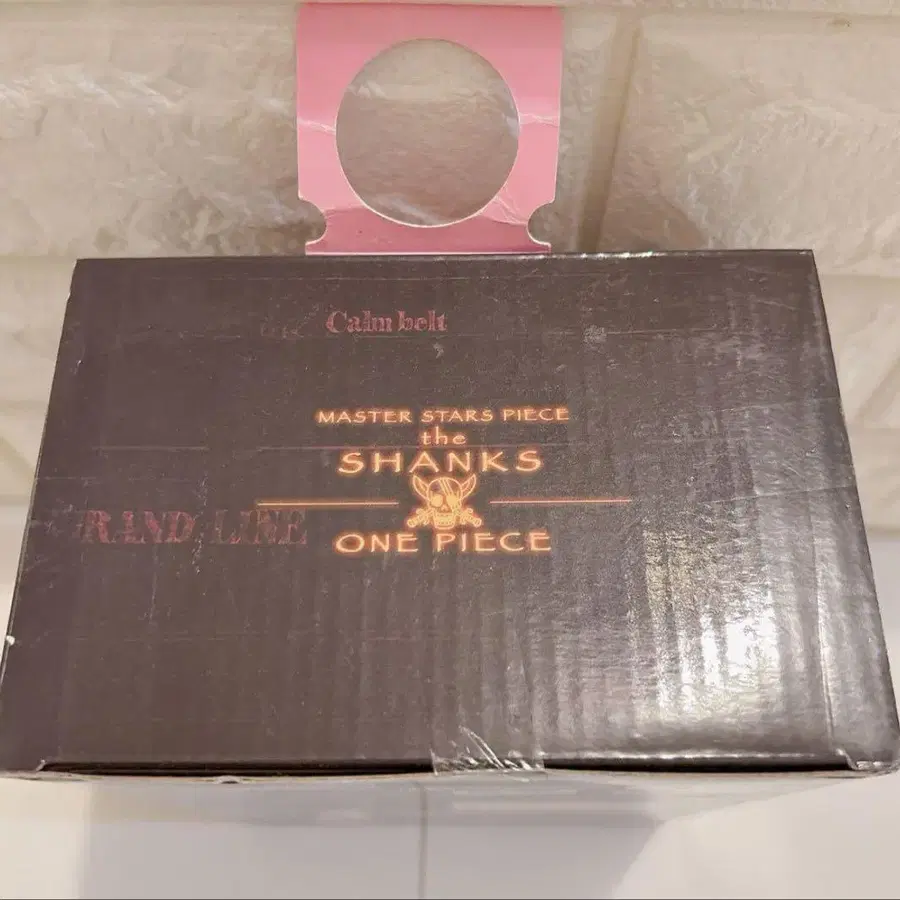 Calm belt
MASTER STARS PIECE
the
SHANKS
RAND LINE
ONE PIECE